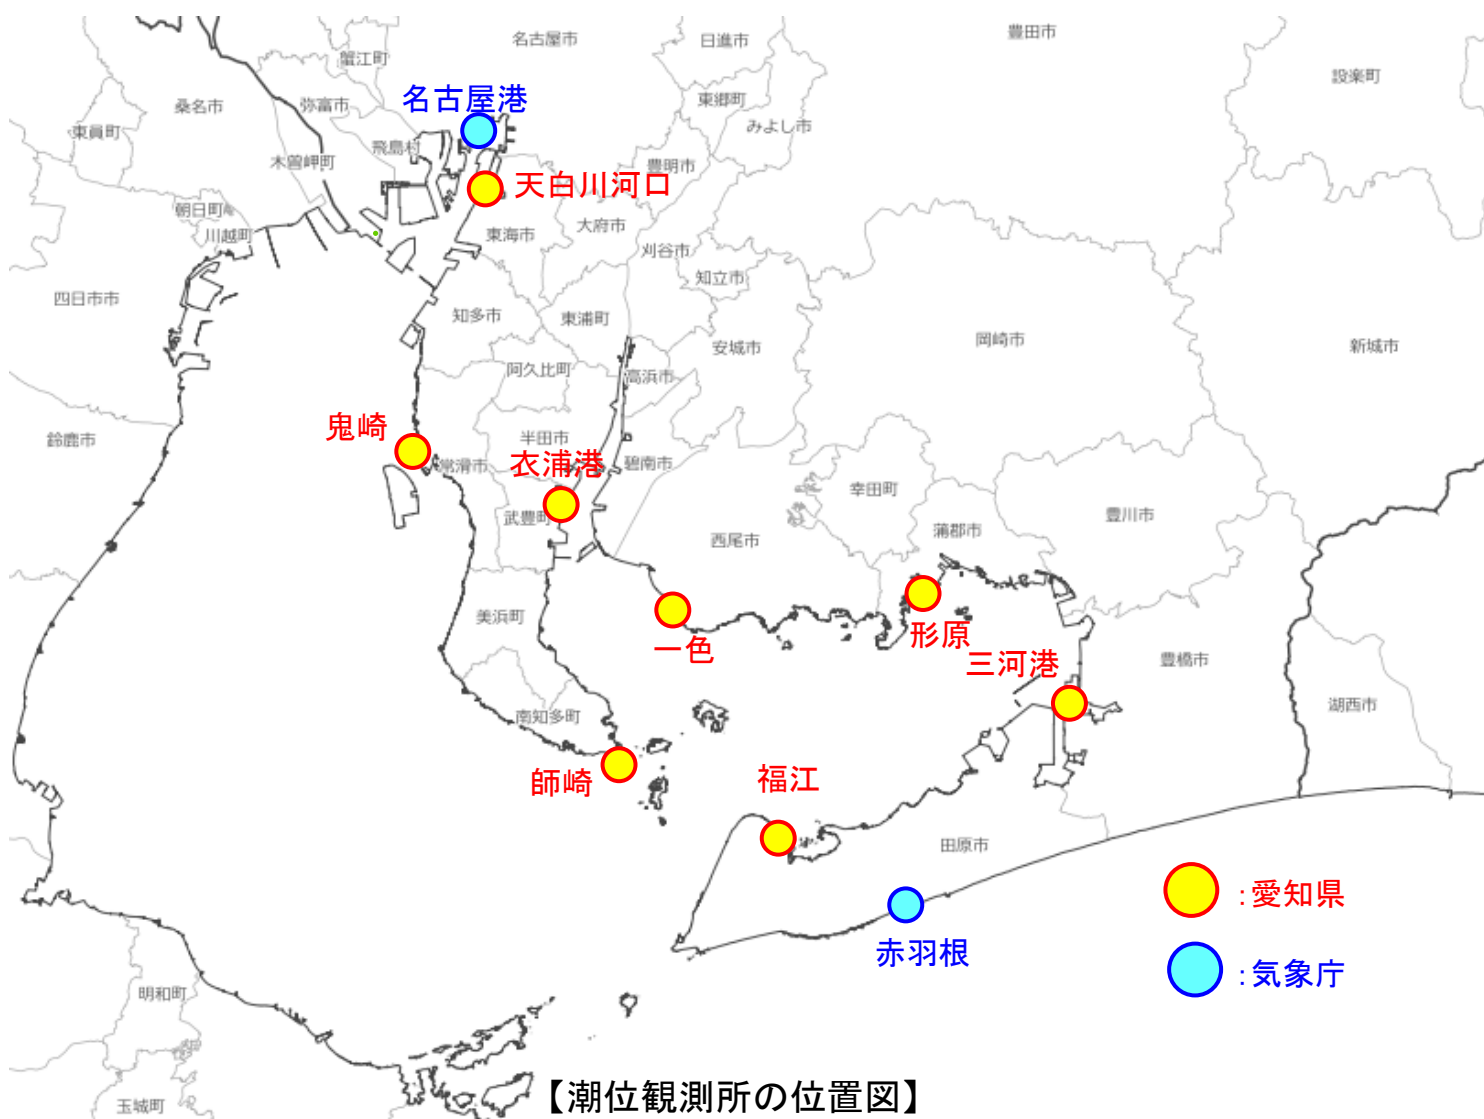 名古屋市
日進市
豊田市
蟹江町
設楽町
桑名市
弥富市
名古屋港
東郷町
みよし市
東員町
飛島村
木曽岬町
豊明市
天白川河口
朝日町
川越町
東海市
大府市
刈谷市
知立市
四日市市
知多市
東浦町
安城市
岡崎市
新城市
阿久比町
高浜市
鈴鹿市
鬼崎
半田市
常滑市
衣浦港
碧南市
幸田町
武豊町
豊川市
西尾市
蒲郡市
美浜町
一色
形原
三河港
豊橋市
湖西市
南知多町
師崎
福江
田原市
:愛知県
赤羽根
:気象庁
明和町
玉城町
【潮位観測所の位置図】